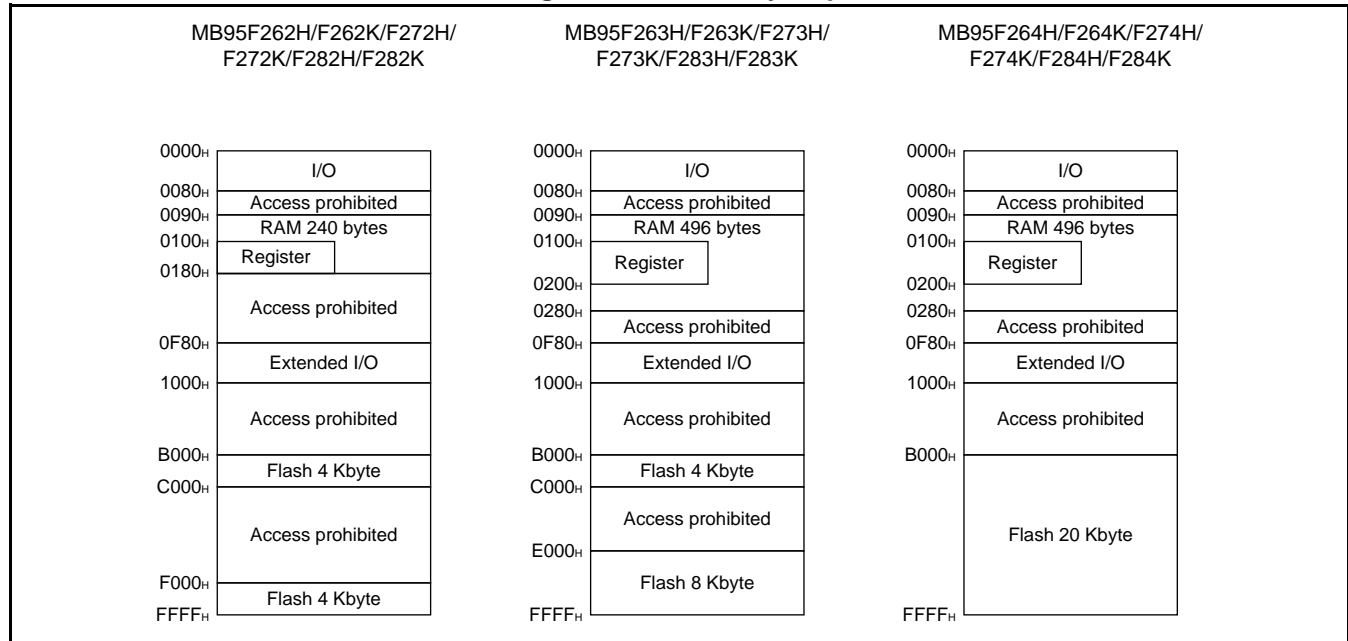 MB95F262H/F262K/F272H/
F272K/F282H/F282K
0000H
I/O
0080H
Access prohibited
0090H
RAM 240 bytes
0100H
Register
0180H
Access prohibited
0F80H
Extended I/O
1000H
Access prohibited
B000H
Flash 4 Kbyte
C000H
Access prohibited
F000H
Flash 4 Kbyte
FFFFH
MB95F263H/F263K/F273H/
F273K/F283H/F283K
0000H
I/O
0080H
Access prohibited
0090H
RAM 496 bytes
0100H
Register
0200H
0280H
Access prohibited
0F80H
Extended I/O
1000H
Access prohibited
B000H
Flash 4 Kbyte
C000H
Access prohibited
E000H
Flash 8 Kbyte
FFFFH
MB95F264H/F264K/F274H/
F274K/F284H/F284K
0000H
I/O
0080H
Access prohibited
0090H
RAM 496 bytes
0100H
Register
0200H
0280H
Access prohibited
0F80H
Extended I/O
1000H
Access prohibited
B000H
Flash 20 Kbyte
FFFFH